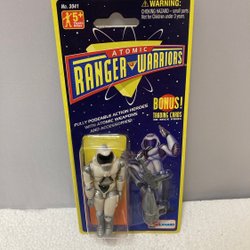 No. 3041
5+
WARNING:
CHOKING HAZARD - small parts
Not for Children under 3 years.
ATOMIC
RANGER WARRIORS
FULLY POSEABLE ACTION HEROES
WITH ATOMIC WEAPONS
AND ACCESSORIES!
BONUS!
TRADING CARDS